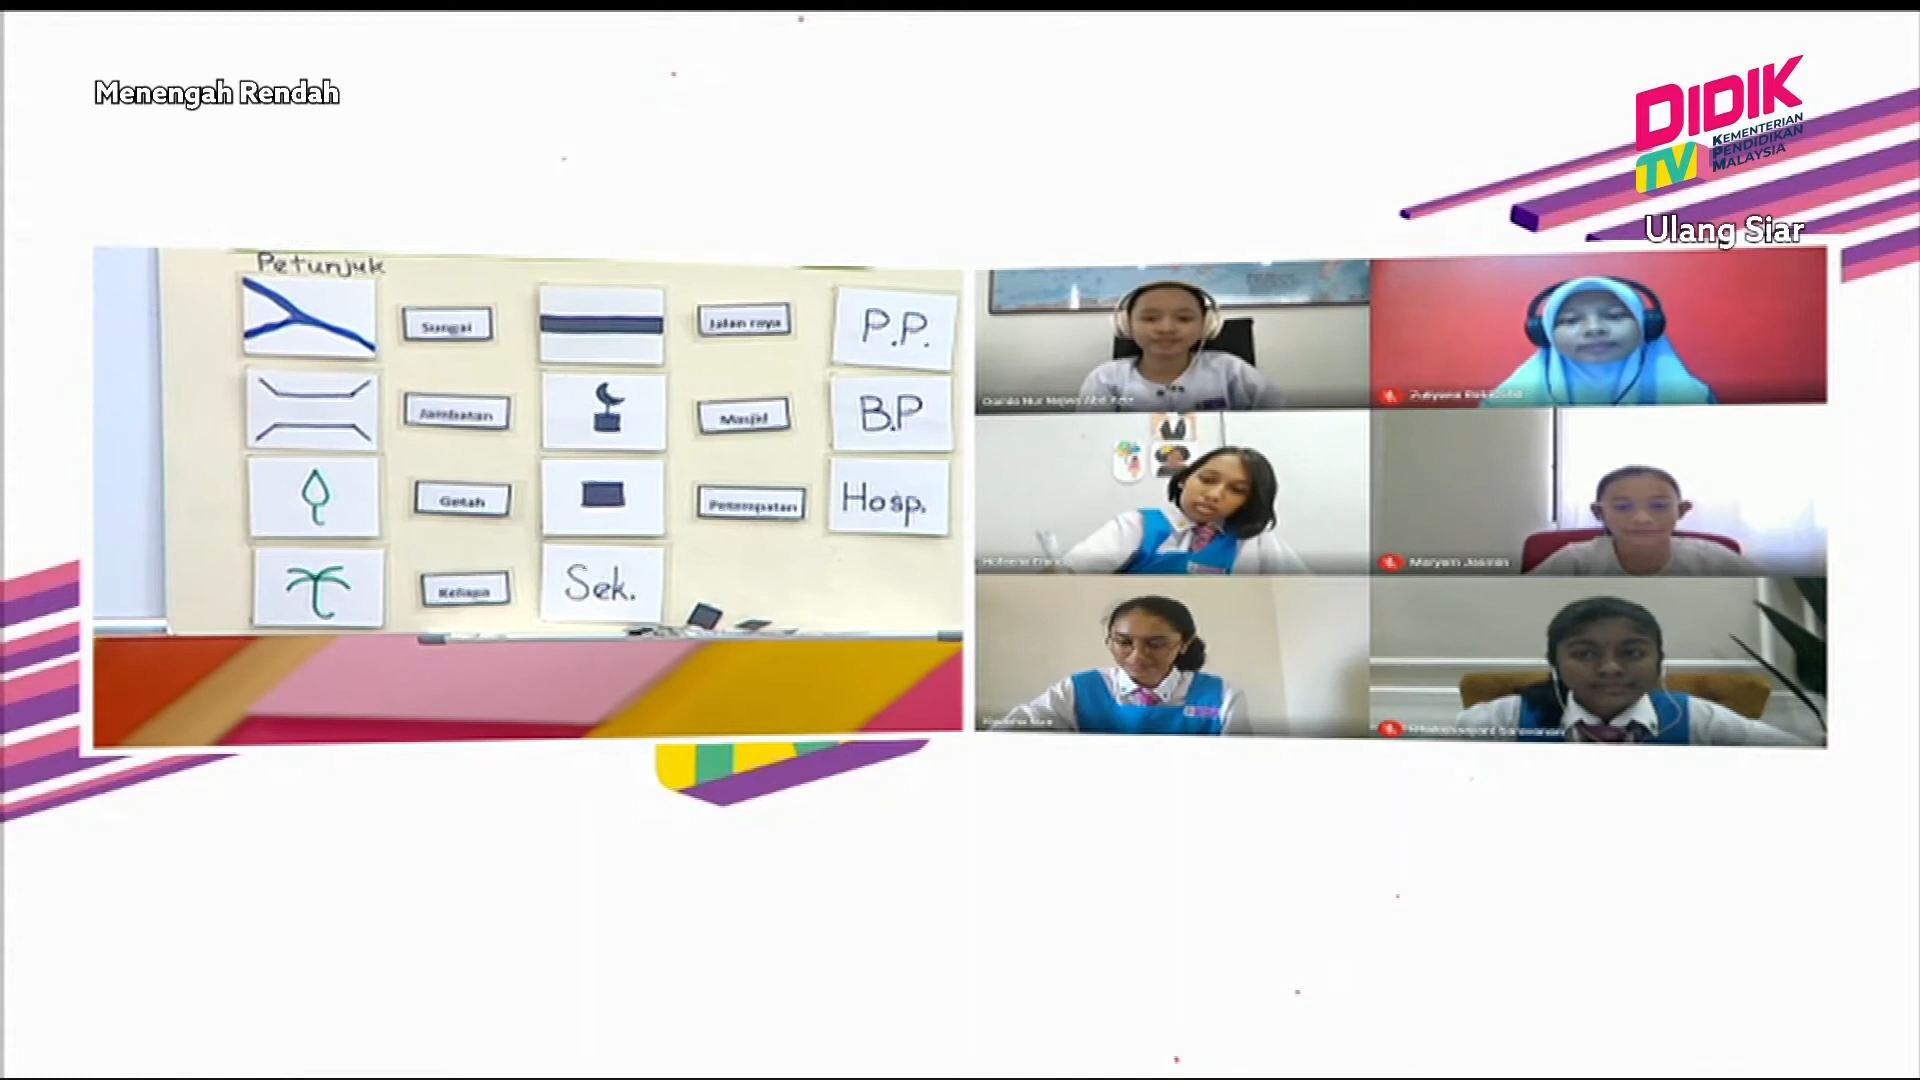 Menengah Rendah
DIDIK
TV
KEMENTERIAN
PENDIDIKAN
MALAYSIA
Ulang Siar
Petunjuk
Sungai
Jalan raya
P.P.
Jambatan
Masjid
B.P
Getah
Petempatan
Hosp.
Kelapa
Sek.
Maryam Jasmin